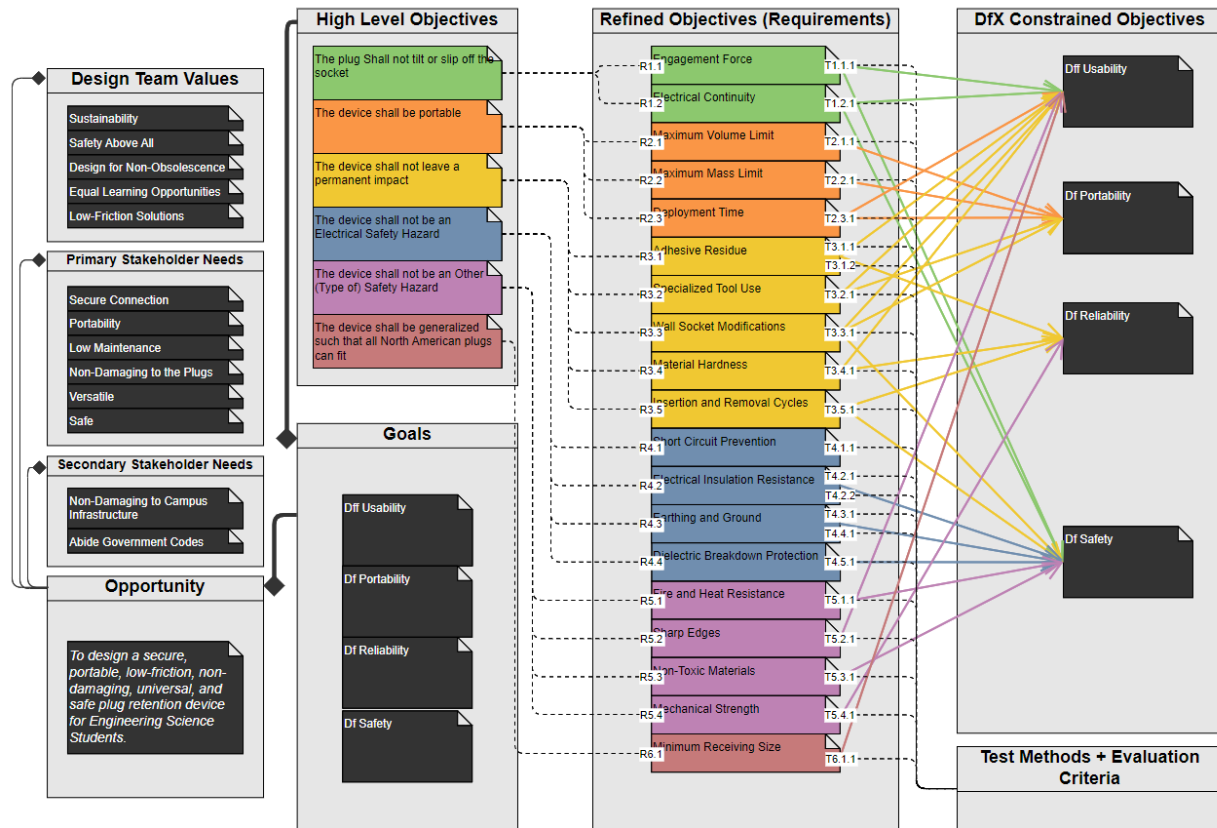 Design Team Values
Sustainability
Safety Above All
Design for Non-Obsolescence
Equal Learning Opportunities
Low-Friction Solutions
Primary Stakeholder Needs
Secure Connection
Portability
Low Maintenance
Non-Damaging to the Plugs
Versatile
Safe
Secondary Stakeholder Needs
Non-Damaging to Campus
Infrastructure
Abide Government Codes
Opportunity
To design a secure,
portable, low-friction, non-
damaging, universal, and
safe plug retention device
for Engineering Science
Students.
High Level Objectives
The plug Shall not tilt or slip off the
socket
The device shall be portable
The device shall not leave a
permanent impact
The device shall not be an
Electrical Safety Hazard
The device shall not be an Other
(Type of) Safety Hazard
The device shall be generalized
such that all North American plugs
can fit
Goals
Dff Usability
Df Portability
Df Reliability
Df Safety
Refined Objectives (Requirements)
R1.1 Engagement Force T1.1.1
R1.2 Electrical Continuity T1.2.1
R2.1 Maximum Volume Limit T2.1.1
R2.2 Maximum Mass Limit T2.2.1
R2.3 Deployment Time T2.3.1
R3.1 Adhesive Residue T3.1.1
T3.1.2
R3.2 Specialized Tool Use T3.2.1
R3.3 Wall Socket Modifications T3.3.1
R3.4 Material Hardness T3.4.1
R3.5 Insertion and Removal Cycles T3.5.1
R4.1 Short Circuit Prevention T4.1.1
R4.2 Electrical Insulation Resistance T4.2.1
T4.2.2
R4.3 Earthing and Ground T4.3.1
T4.4.1
R4.4 Dielectric Breakdown Protection T4.5.1
R5.1 Fire and Heat Resistance T5.1.1
R5.2 Sharp Edges T5.2.1
R5.3 Non-Toxic Materials T5.3.1
R5.4 Mechanical Strength T5.4.1
R6.1 Minimum Receiving Size T6.1.1
DfX Constrained Objectives
Dff Usability
Df Portability
Df Reliability
Df Safety
Test Methods + Evaluation
Criteria